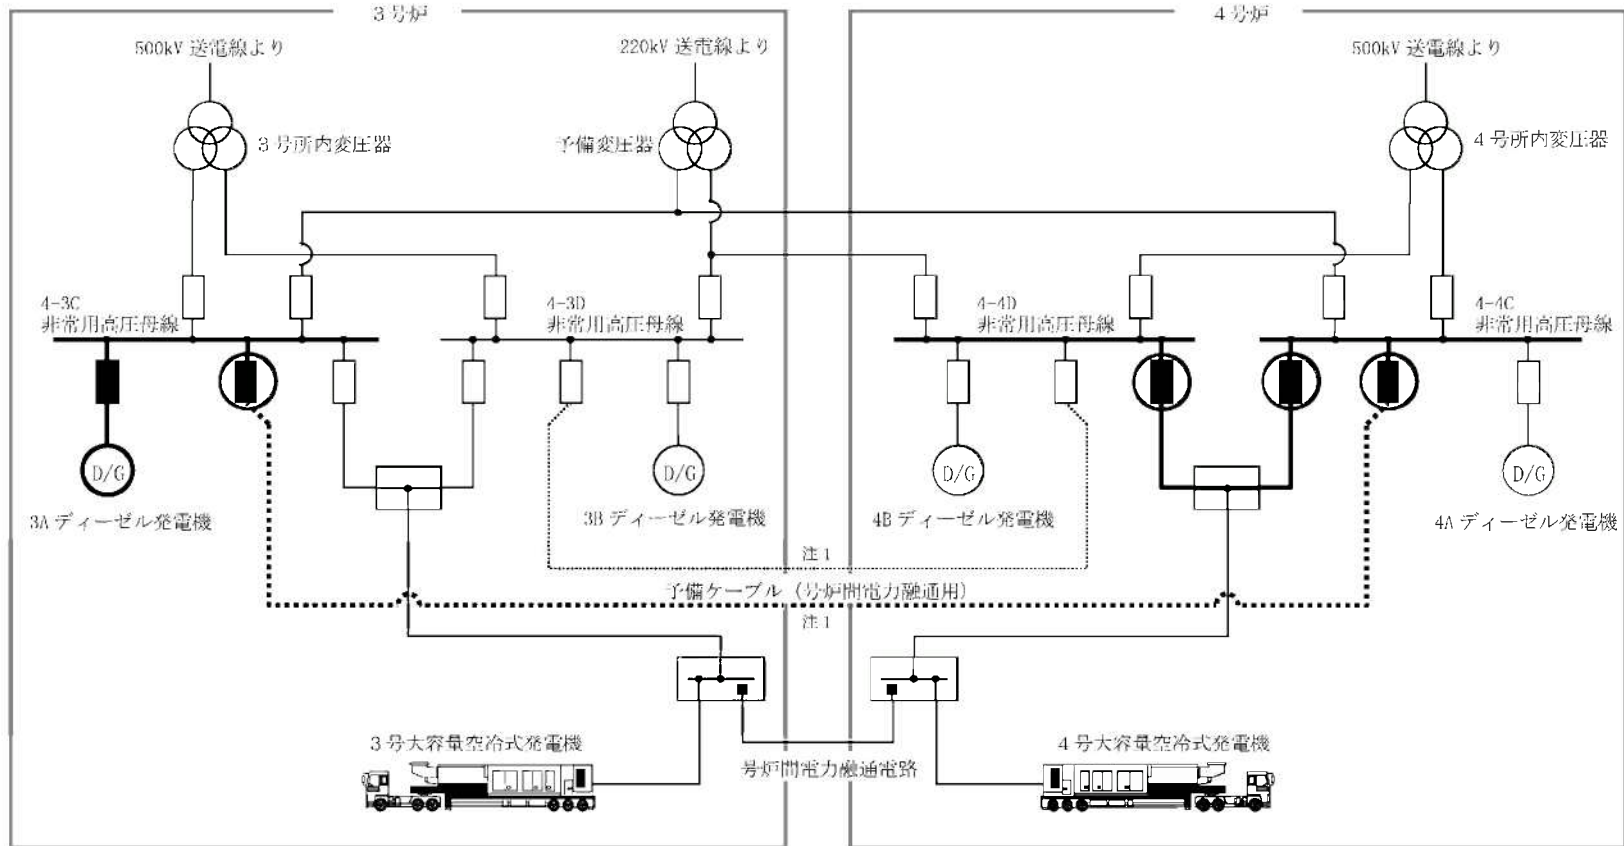 3号炉
4号炉
500kV 送電線より
220kV 送電線より
500kV 送電線より
3号所内変圧器
予備変圧器
4号所内変圧器
4-3C
非常用高圧母線
4-3D
非常用高圧母線
4-4D
非常用高圧母線
4-4C
非常用高圧母線
D/G
D/G
D/G
D/G
3A ディーゼル発電機
3B ディーゼル発電機
4B ディーゼル発電機
4A ディーゼル発電機
注1
予備ケーブル（号炉間電力融通用）
注1
3号大容量空冷式発電機
4号大容量空冷式発電機
号炉間電力融通電路